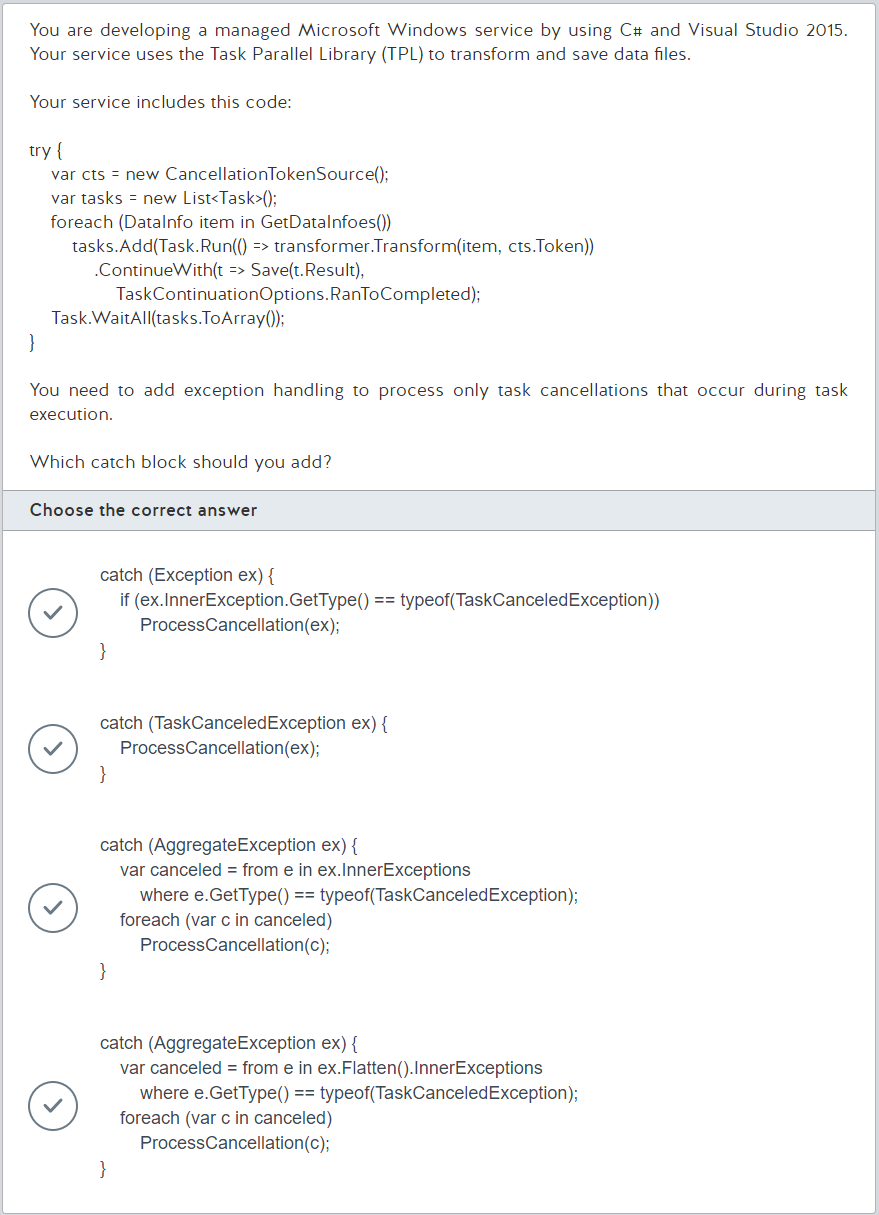 You are developing a managed Microsoft Windows service by using C# and Visual Studio 2015.
Your service uses the Task Parallel Library (TPL) to transform and save data files.
Your service includes this code:
try {
var cts = new CancellationTokenSource();
var tasks = new List<Task>();
foreach (DataInfo item in GetDataInfoes())
tasks.Add(Task.Run(() => transformer.Transform(item, cts.Token))
.ContinueWith(t => Save(t.Result),
TaskContinuationOptions.RanToCompleted);
Task.WaitAll(tasks.ToArray());
}
You need to add exception handling to process only task cancellations that occur during task
execution.
Which catch block should you add?
Choose the correct answer
catch (Exception ex) {
if (ex.InnerException.GetType() == typeof(TaskCanceledException))
ProcessCancellation(ex);
}
catch (TaskCanceledException ex) {
ProcessCancellation(ex);
}
catch (AggregateException ex) {
var canceled = from e in ex.InnerExceptions
where e.GetType() == typeof(TaskCanceledException);
foreach (var c in canceled)
ProcessCancellation(c);
}
catch (AggregateException ex) {
var canceled = from e in ex.Flatten().InnerExceptions
where e.GetType() == typeof(TaskCanceledException);
foreach (var c in canceled)
ProcessCancellation(c);
}